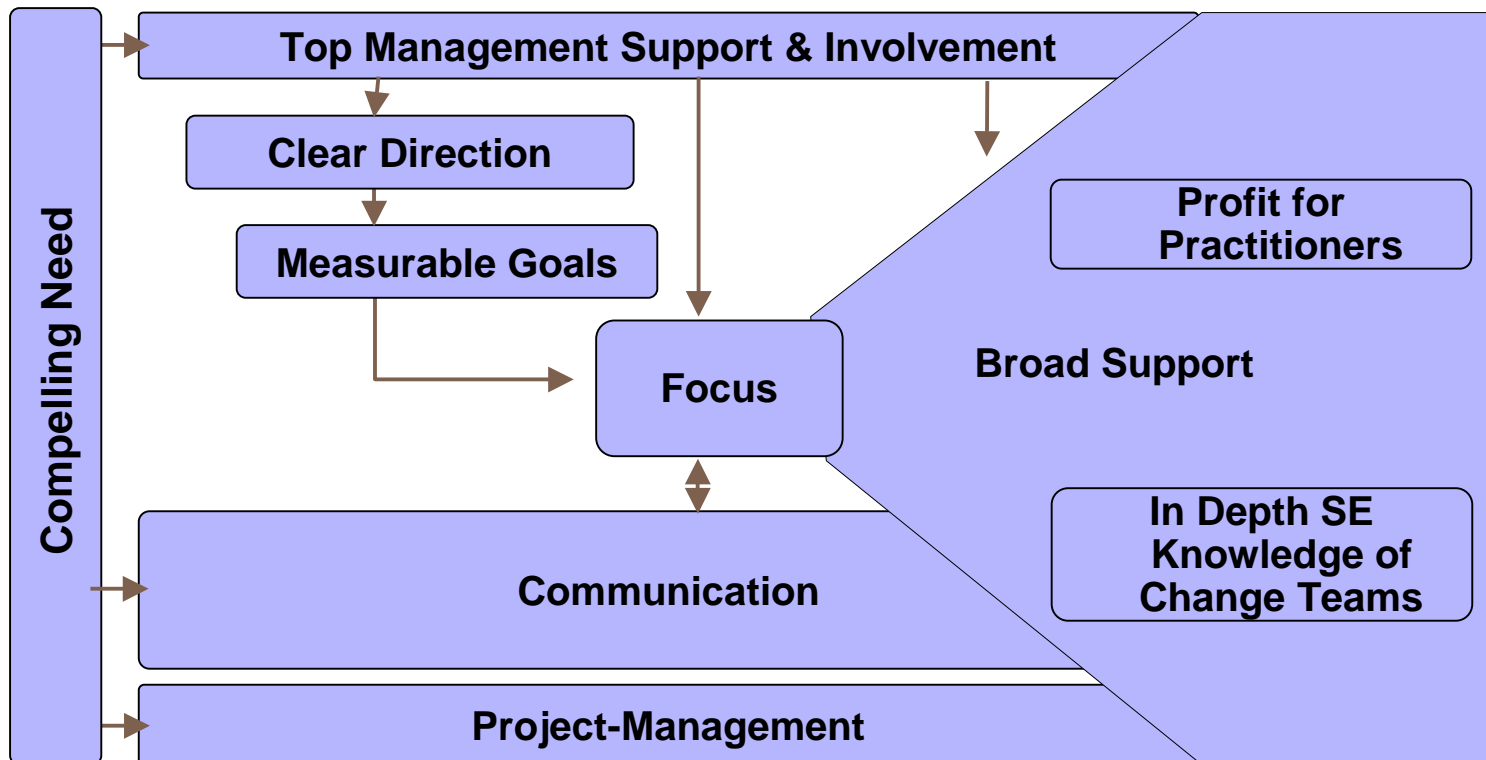 Compelling Need
Top Management Support & Involvement
Clear Direction
Measurable Goals
Focus
Communication
Project-Management
Broad Support
Profit for
Practitioners
In Depth SE
Knowledge of
Change Teams